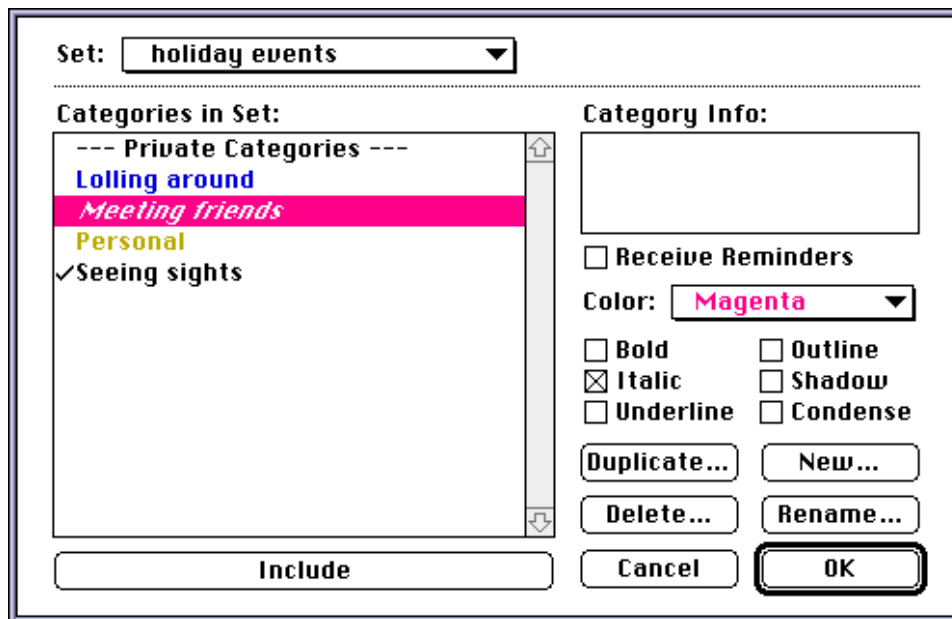 Set: holiday events
Categories in Set:
--- Private Categories ---
Lolling around
Meeting friends
Personal
✓Seeing sights
Include
Category Info:
Receive Reminders
Color: Magenta
Bold Outline
Italic Shadow
Underline Condense
Duplicate... New...
Delete... Rename...
Cancel OK